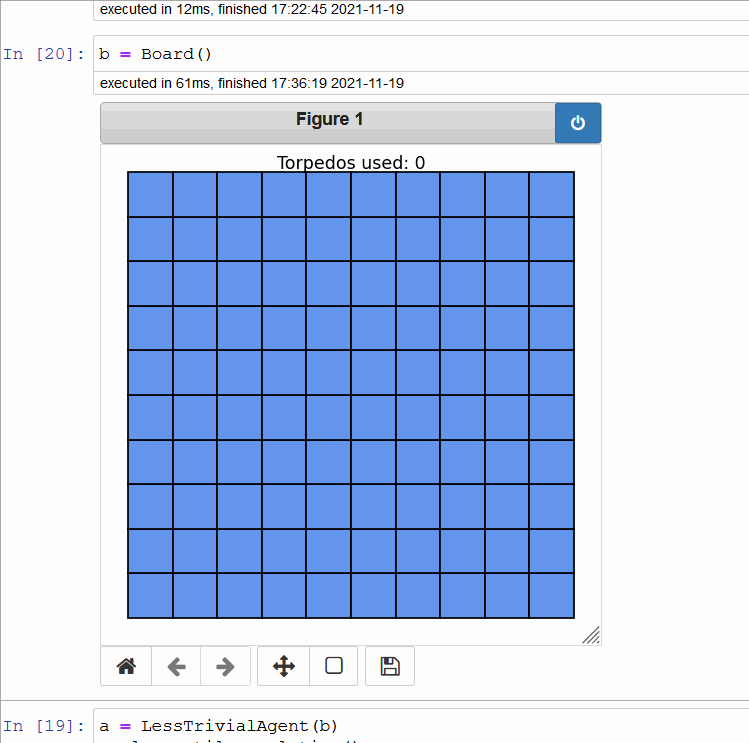 executed in 12ms, finished 17:22:45 2021-11-19
In [20]: b = Board()
executed in 61ms, finished 17:36:19 2021-11-19
Figure 1
Torpedos used: 0
In [19]: a = LessTrivialAgent(b)